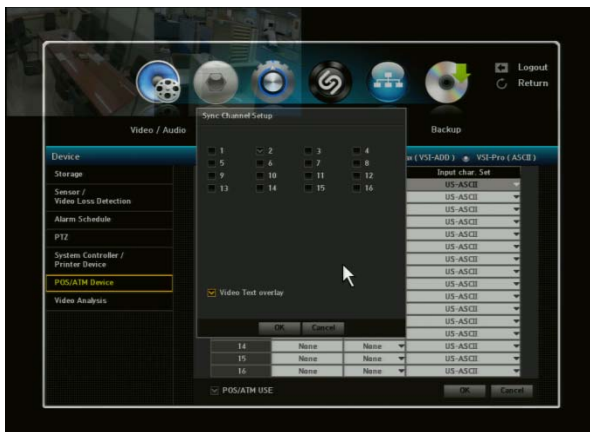 Logout
Return
Video / Audio
Backup
Sync Channel Setup
1 2 3 4
5 6 7 8
9 10 11 12
13 14 15 16
Video Text overlay
OK Cancel
Device
Storage
Sensor /
Video Loss Detection
Alarm Schedule
PTZ
System Controller /
Printer Device
POS/ATM Device
Video Analysis
( VSI-ADD ) VSI-Pro ( ASCII )
Input char. Set
US-ASCII
US-ASCII
US-ASCII
US-ASCII
US-ASCII
US-ASCII
US-ASCII
US-ASCII
US-ASCII
US-ASCII
US-ASCII
US-ASCII
US-ASCII
14 None None US-ASCII
15 None None US-ASCII
16 None None US-ASCII
POS/ATM USE
OK Cancel